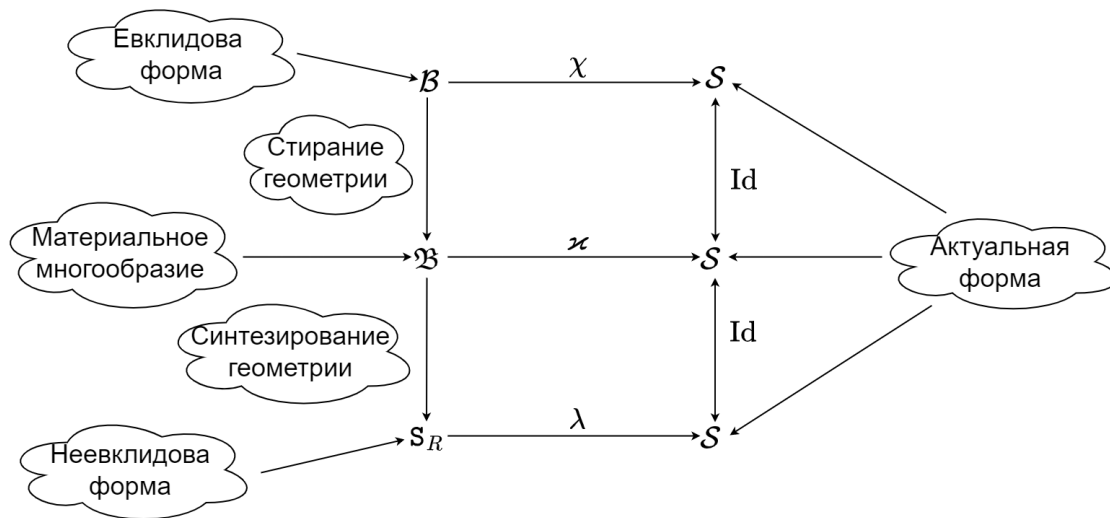 Евклидова
форма
ℬ
χ
𝒮
Стирание
геометрии
Id
Материальное
многообразие
𝔅
ϰ
𝒮
Актуальная
форма
Синтезирование
геометрии
Id
Неевклидова
форма
S_R
λ
𝒮